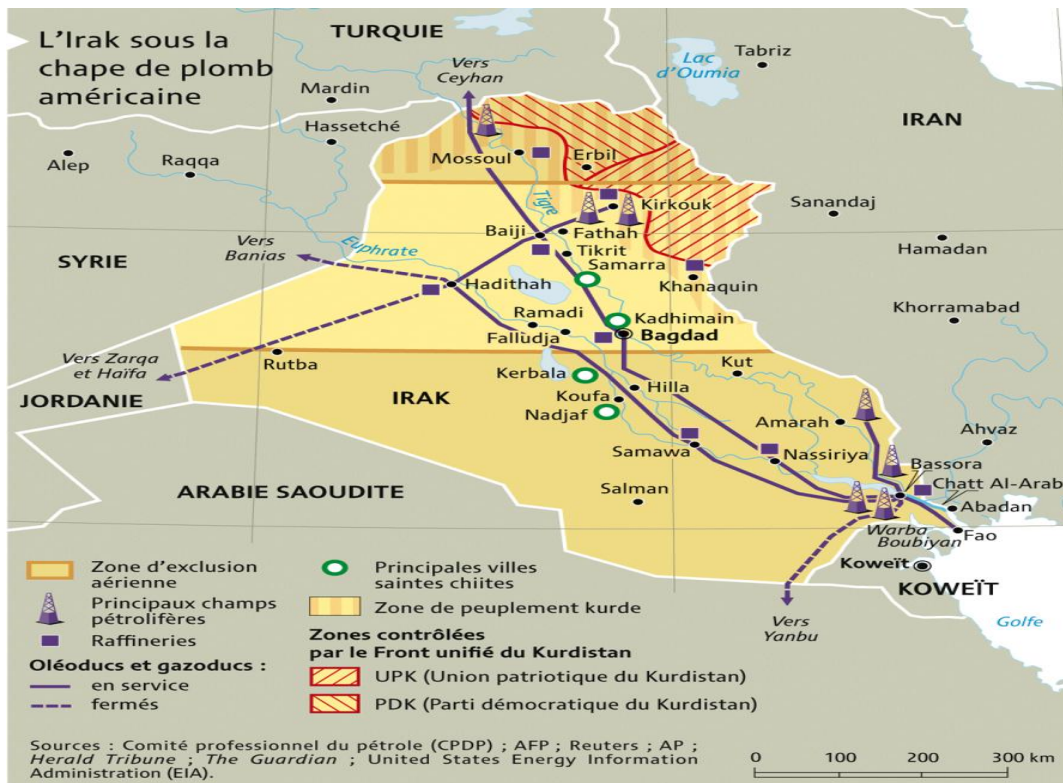 L'Irak sous la
chape de plomb
américaine
TURQUIE
Vers
Ceyhan
Lac
d'Oumia
Tabriz
Mardin
Hassetché
IRAN
Alep
Raqqa
Mossoul
Erbil
Tigre
Kirkouk
Sanandaj
Baiji
Fathah
Hamadan
Vers
Banias
Euphrate
Tikrit
Samarra
SYRIE
Hadithah
Khanaquin
Khorramabad
Ramadi
Kadhimain
Falludja
Bagdad
Vers Zarqa
et Haïfa
Rutba
Kut
Kerbala
JORDANIE
IRAK
Hilla
Koufa
Nadjaf
Amarah
Ahvaz
Samawa
Nassiriya
Bassora
Chatt Al-Arab
ARABIE SAOUDITE
Salman
Abadan
Warba
Boubiyan
Fao
Koweït
KOWEÏT
Vers
Yanbu
Golfe
Zone d'exclusion
aérienne
Principaux champs
pétrolifères
Raffineries
Oléoducs et gazoducs :
en service
fermés
Principales villes
saintes chiites
Zone de peuplement kurde
Zones contrôlées
par le Front unifié du Kurdistan
UPK (Union patriotique du Kurdistan)
PDK (Parti démocratique du Kurdistan)
Sources : Comité professionnel du pétrole (CPDP) ; AFP ; Reuters ; AP ;
Herald Tribune ; The Guardian ; United States Energy Information
Administration (EIA).
0 100 200 300 km